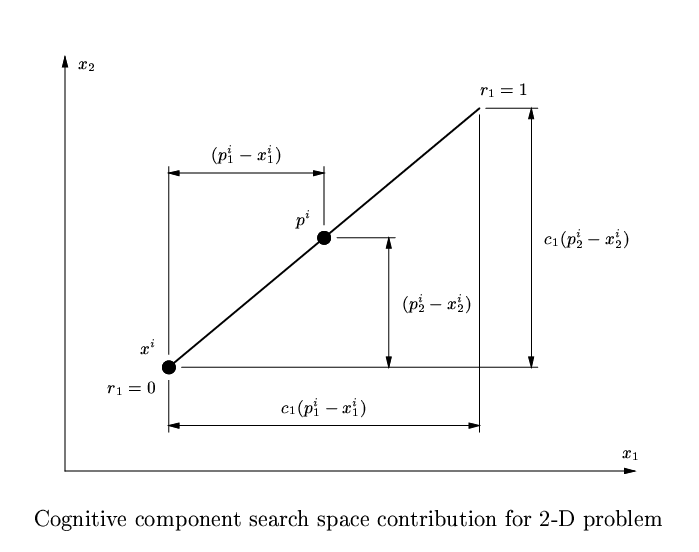 x₂
r₁ = 1
(p₁ⁱ − x₁ⁱ)
pⁱ
c₁(p₂ⁱ − x₂ⁱ)
(p₂ⁱ − x₂ⁱ)
xⁱ
r₁ = 0
c₁(p₁ⁱ − x₁ⁱ)
x₁
Cognitive component search space contribution for 2-D problem